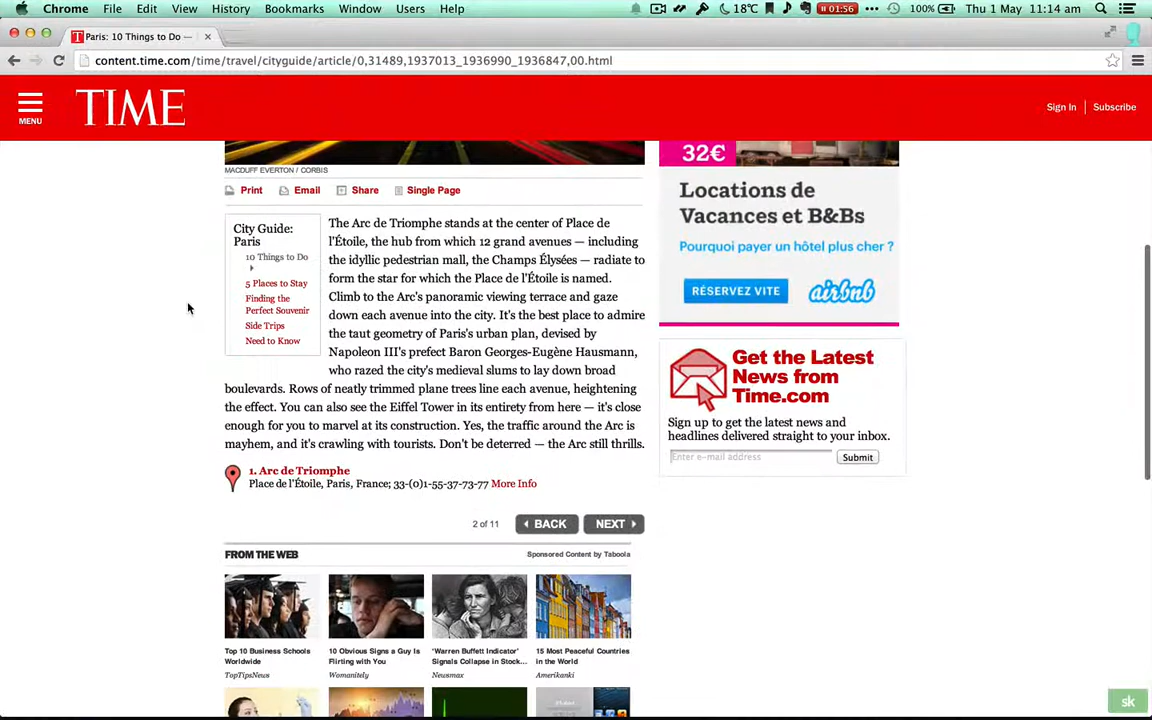 Chrome File Edit View History Bookmarks Window Users Help 18°C 01:56 100% Thu 1 May 11:14 am
Paris: 10 Things to Do —
content.time.com/time/travel/cityguide/article/0,31489,1937013_1936990_1936847,00.html
MENU
TIME
Sign In Subscribe
MACDUFF EVERTON / CORBIS
Print Email Share Single Page
City Guide:
Paris
10 Things to Do
5 Places to Stay
Finding the
Perfect Souvenir
Side Trips
Need to Know
The Arc de Triomphe stands at the center of Place de
l'Étoile, the hub from which 12 grand avenues — including
the idyllic pedestrian mall, the Champs Élysées — radiate to
form the star for which the Place de l'Étoile is named.
Climb to the Arc's panoramic viewing terrace and gaze
down each avenue into the city. It's the best place to admire
the taut geometry of Paris's urban plan, devised by
Napoleon III's prefect Baron Georges-Eugène Hausmann,
who razed the city's medieval slums to lay down broad
boulevards. Rows of neatly trimmed plane trees line each avenue, heightening
the effect. You can also see the Eiffel Tower in its entirety from here — it's close
enough for you to marvel at its construction. Yes, the traffic around the Arc is
mayhem, and it's crawling with tourists. Don't be deterred — the Arc still thrills.
1. Arc de Triomphe
Place de l'Étoile, Paris, France; 33-(0)1-55-37-73-77 More Info
2 of 11 BACK NEXT
FROM THE WEB
Sponsored Content by Taboola
Top 10 Business Schools
Worldwide
TopTipsNews
10 Obvious Signs a Guy Is
Flirting with You
Womanitely
'Warren Buffett Indicator'
Signals Collapse in Stock...
Newsmax
15 Most Peaceful Countries
in the World
Amerikanki
32€
Locations de
Vacances et B&Bs
Pourquoi payer un hôtel plus cher ?
RÉSERVEZ VITE
airbnb
Get the Latest
News from
Time.com
Sign up to get the latest news and
headlines delivered straight to your inbox.
Enter e-mail address
Submit
sk